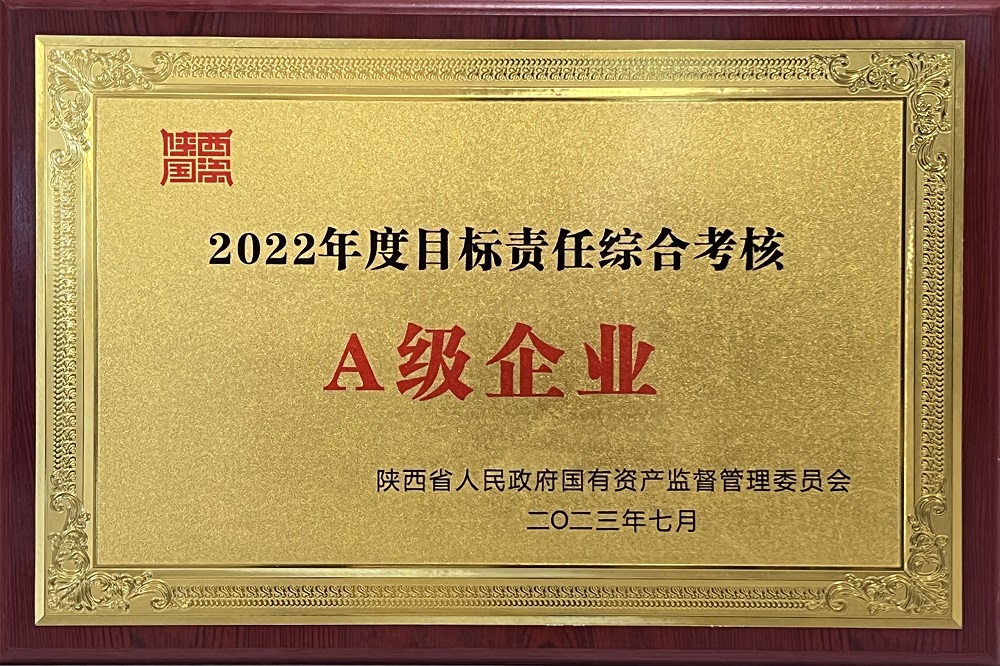 陕西国资
2022年度目标责任综合考核
A级企业
陕西省人民政府国有资产监督管理委员会
二〇二三年七月